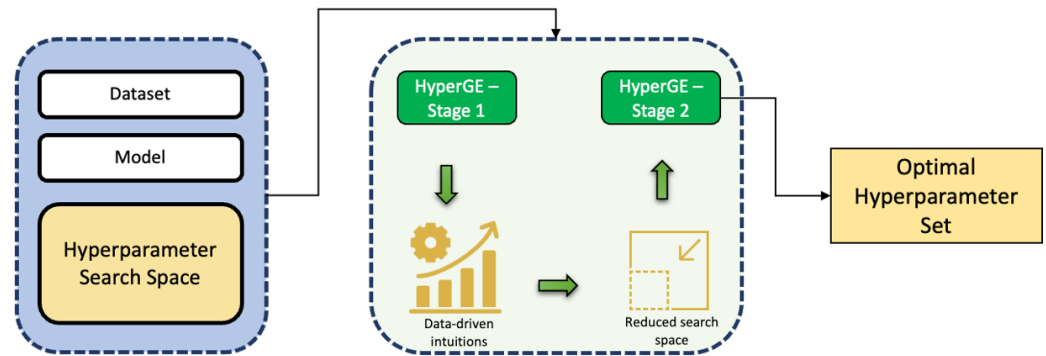 Dataset
Model
Hyperparameter
Search Space
HyperGE –
Stage 1
HyperGE –
Stage 2
Data-driven
intuitions
Reduced search
space
Optimal
Hyperparameter
Set